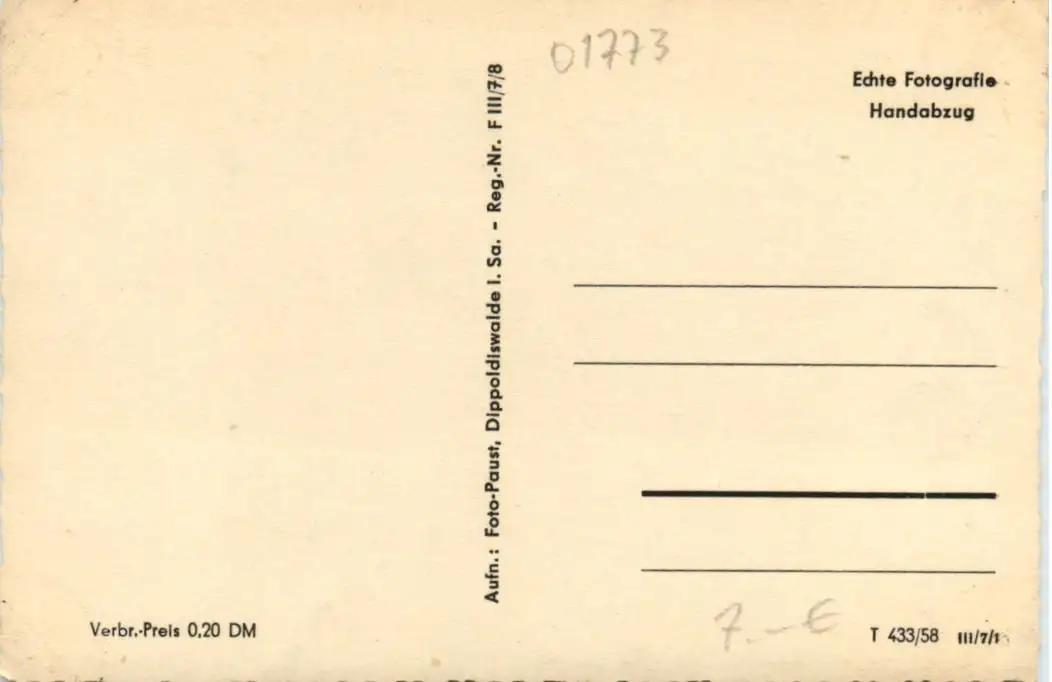 01773
Echte Fotografie
Handabzug
Aufn.: Foto-Paust, Dippoldiswalde I. Sa. - Reg.-Nr. F III/7/8
7.-- €
Verbr.-Preis 0,20 DM
T 433/58 III/7/1